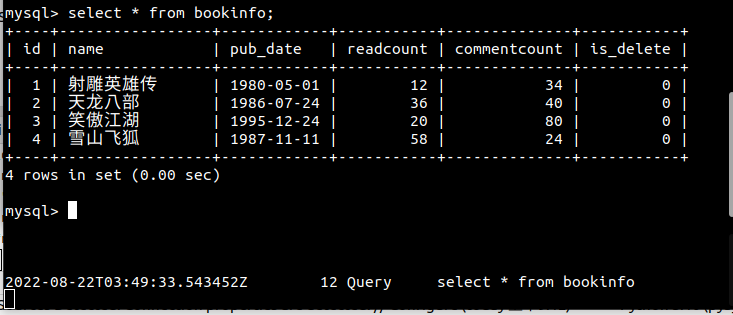 mysql> select * from bookinfo;
+----+--------------+------------+-----------+--------------+-----------+
| id | name | pub_date | readcount | commentcount | is_delete |
+----+--------------+------------+-----------+--------------+-----------+
| 1 | 射雕英雄传 | 1980-05-01 | 12 | 34 | 0 |
| 2 | 天龙八部 | 1986-07-24 | 36 | 40 | 0 |
| 3 | 笑傲江湖 | 1995-12-24 | 20 | 80 | 0 |
| 4 | 雪山飞狐 | 1987-11-11 | 58 | 24 | 0 |
+----+--------------+------------+-----------+--------------+-----------+
4 rows in set (0.00 sec)
mysql>
2022-08-22T03:49:33.543452Z 12 Query select * from bookinfo